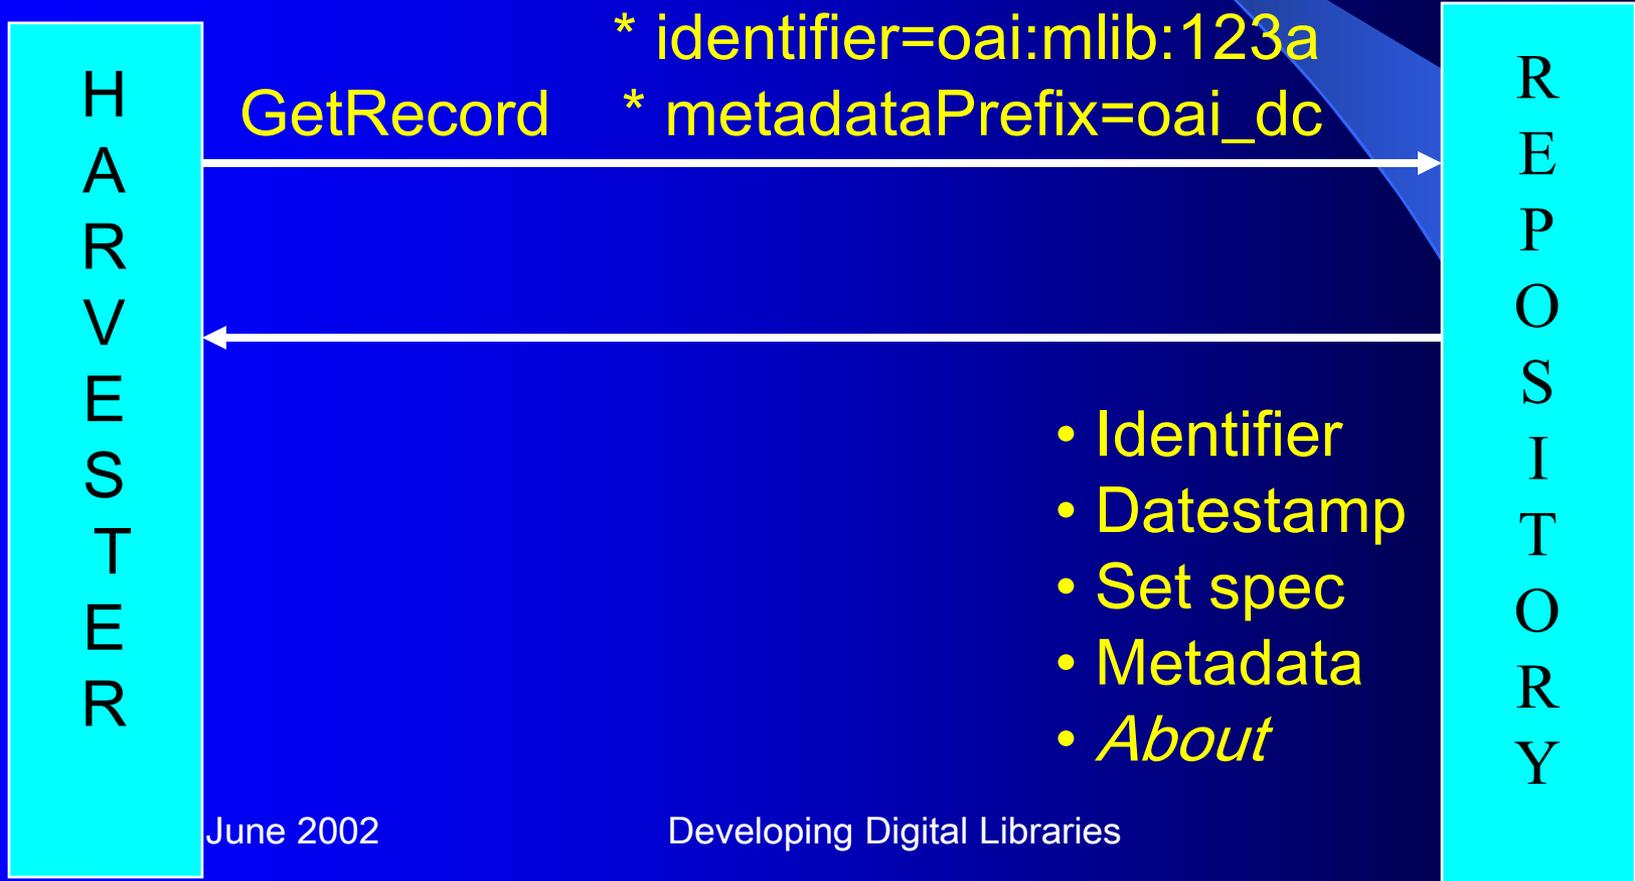 H
A
R
V
E
S
T
E
R
* identifier=oai:mlib:123a
GetRecord * metadataPrefix=oai_dc
• Identifier
• Datestamp
• Set spec
• Metadata
• About
R
E
P
O
S
I
T
O
R
Y
June 2002
Developing Digital Libraries